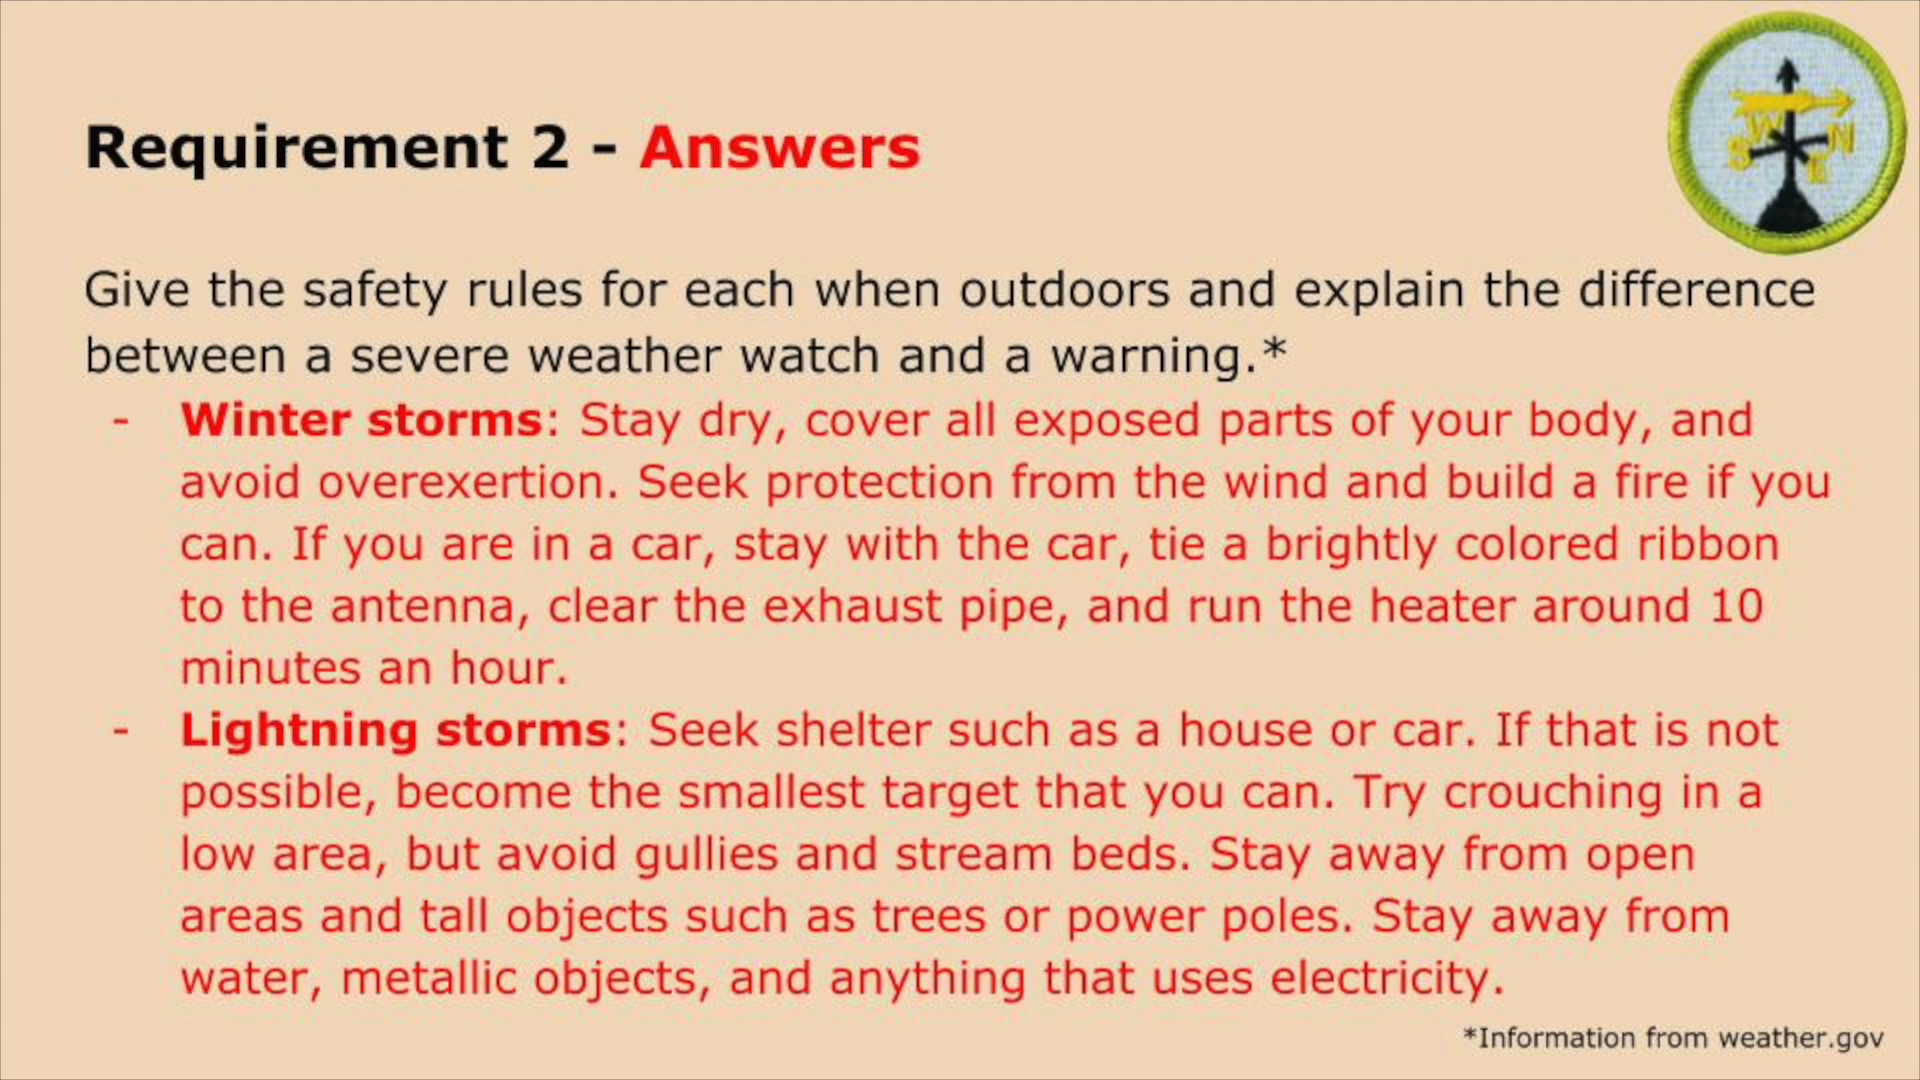 Requirement 2 - Answers
W
N
S
E
Give the safety rules for each when outdoors and explain the difference
between a severe weather watch and a warning.*
- Winter storms: Stay dry, cover all exposed parts of your body, and
avoid overexertion. Seek protection from the wind and build a fire if you
can. If you are in a car, stay with the car, tie a brightly colored ribbon
to the antenna, clear the exhaust pipe, and run the heater around 10
minutes an hour.
- Lightning storms: Seek shelter such as a house or car. If that is not
possible, become the smallest target that you can. Try crouching in a
low area, but avoid gullies and stream beds. Stay away from open
areas and tall objects such as trees or power poles. Stay away from
water, metallic objects, and anything that uses electricity.
*Information from weather.gov